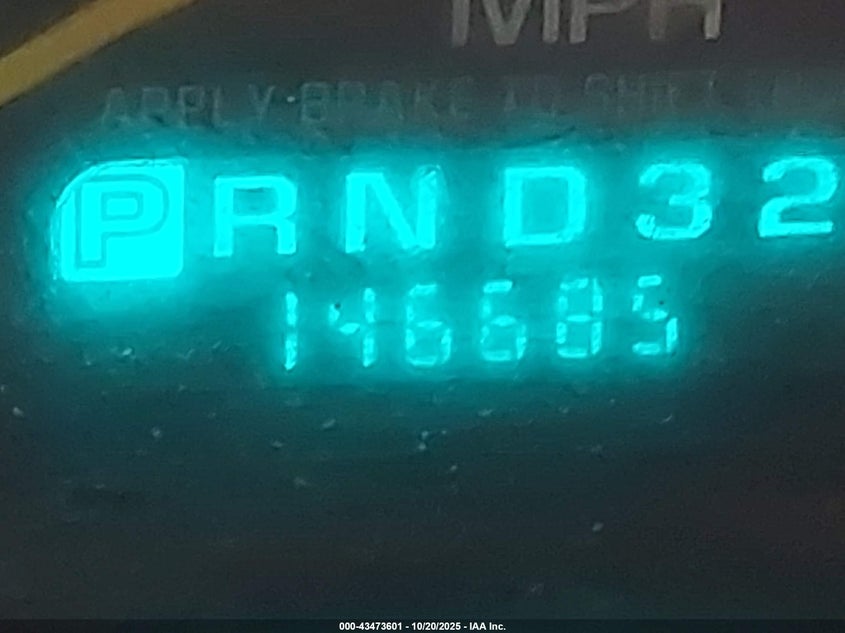 MPH
APPLY BRAKE TO SHIFT
P R N D 3 2
146685
000-43473601 - 10/20/2025 - IAA Inc.